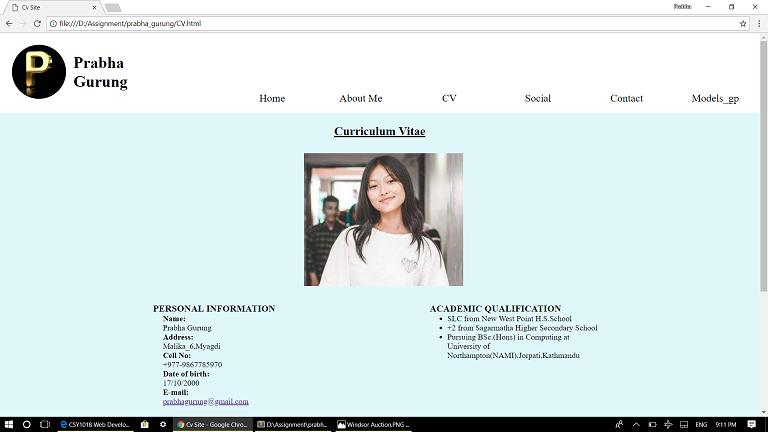 Cv Site
Prabha
file:///D:/Assignment/prabha_gurung/CV.html
P
Prabha
Gurung
Home
About Me
CV
Social
Contact
Models_gp
Curriculum Vitae
PERSONAL INFORMATION
Name:
Prabha Gurung
Address:
Malika_6,Myagdi
Cell No:
+977-9867785970
Date of birth:
17/10/2000
E-mail:
prabhagurung@gmail.com
ACADEMIC QUALIFICATION
SLC from New West Point H.S.School
+2 from Sagarmatha Higher Secondary School
Pursuing BSc.(Hons) in Computing at
University of
Northampton(NAMI),Jorpati,Kathmandu
CSY1018 Web Develo...
Cv Site - Google Chro...
D:\Assignment\prabh...
Windsor Auction.PNG ...
ENG
9:11 PM